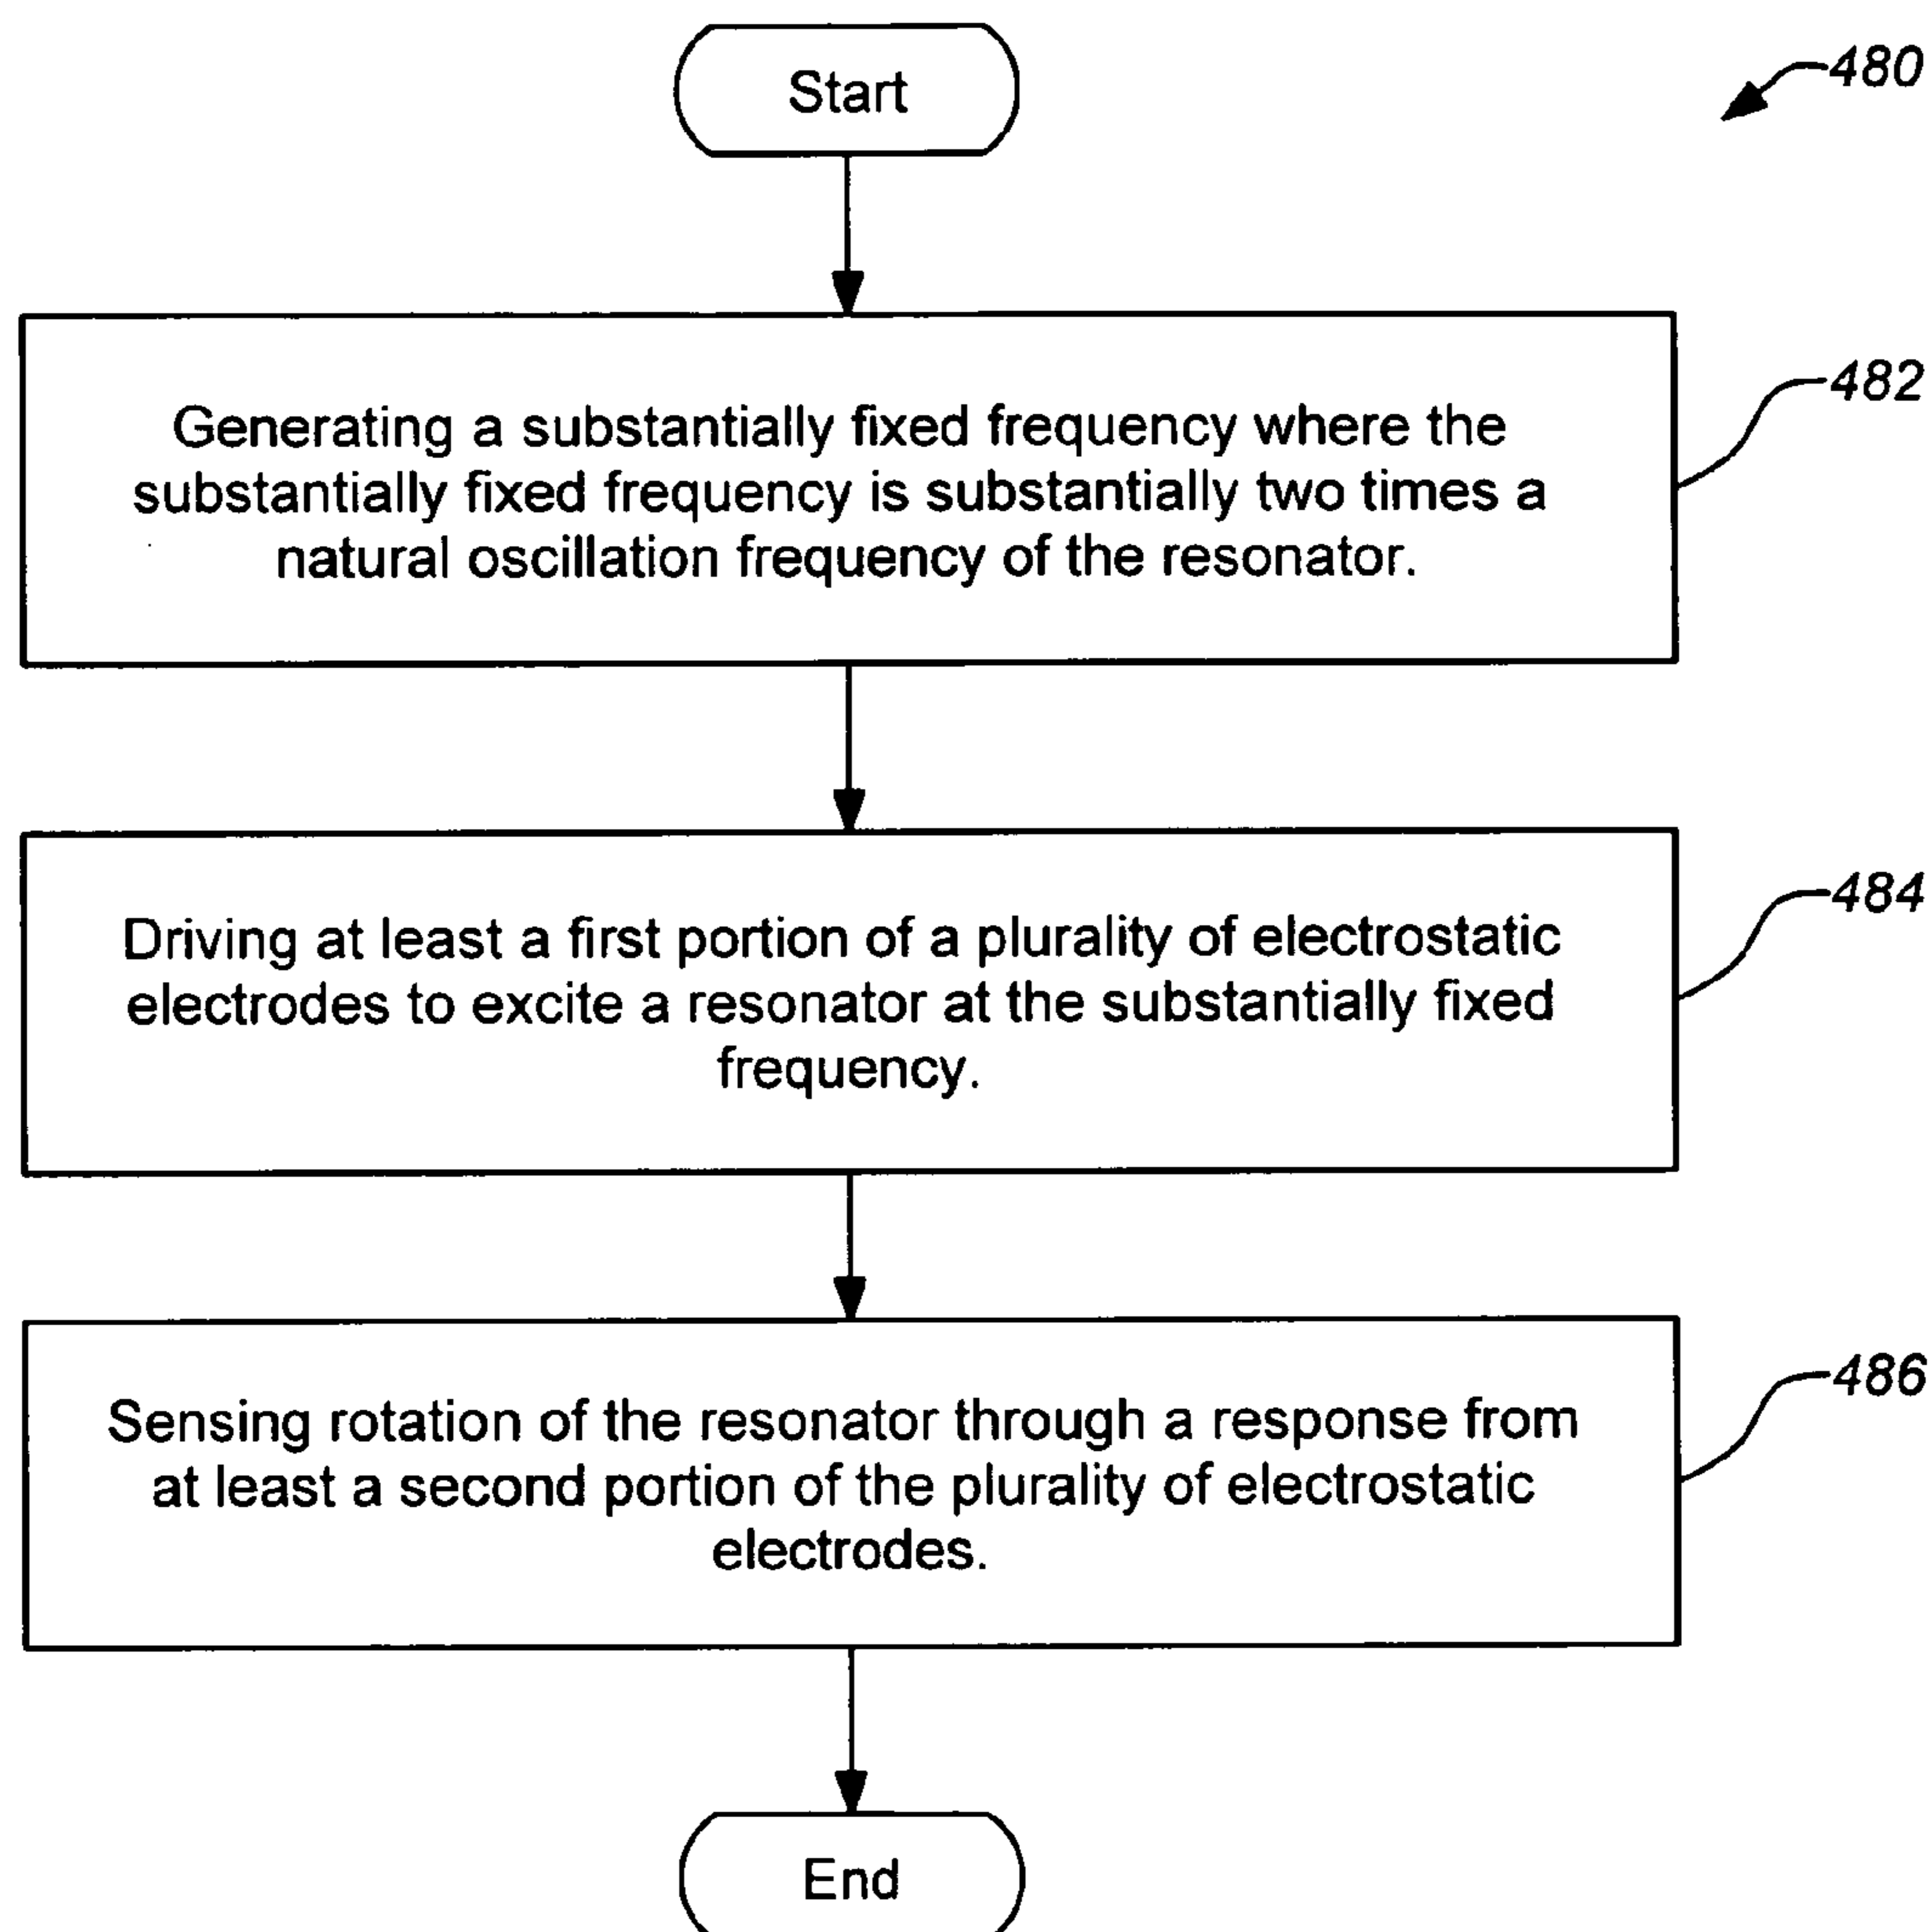 Start
480
Generating a substantially fixed frequency where the
substantially fixed frequency is substantially two times a
natural oscillation frequency of the resonator.
482
Driving at least a first portion of a plurality of electrostatic
electrodes to excite a resonator at the substantially fixed
frequency.
484
Sensing rotation of the resonator through a response from
at least a second portion of the plurality of electrostatic
electrodes.
486
End